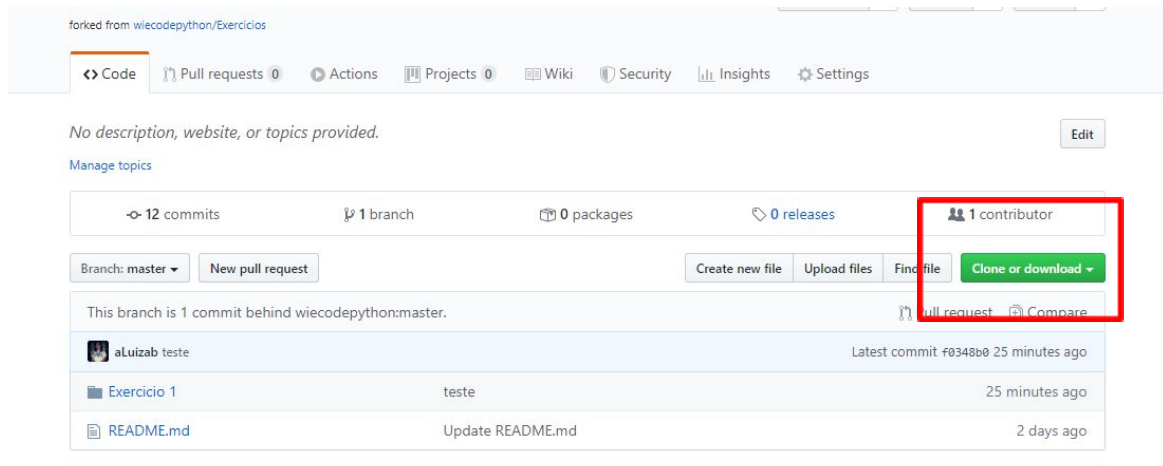 forked from wiecodepython/Exercicios
Code Pull requests 0 Actions Projects 0 Wiki Security Insights Settings
No description, website, or topics provided. Edit
Manage topics
12 commits 1 branch 0 packages 0 releases 1 contributor
Branch: master New pull request Create new file Upload files Find file Clone or download
This branch is 1 commit behind wiecodepython:master. Pull request Compare
aLuizab teste Latest commit f0348b0 25 minutes ago
Exercicio 1 teste 25 minutes ago
README.md Update README.md 2 days ago